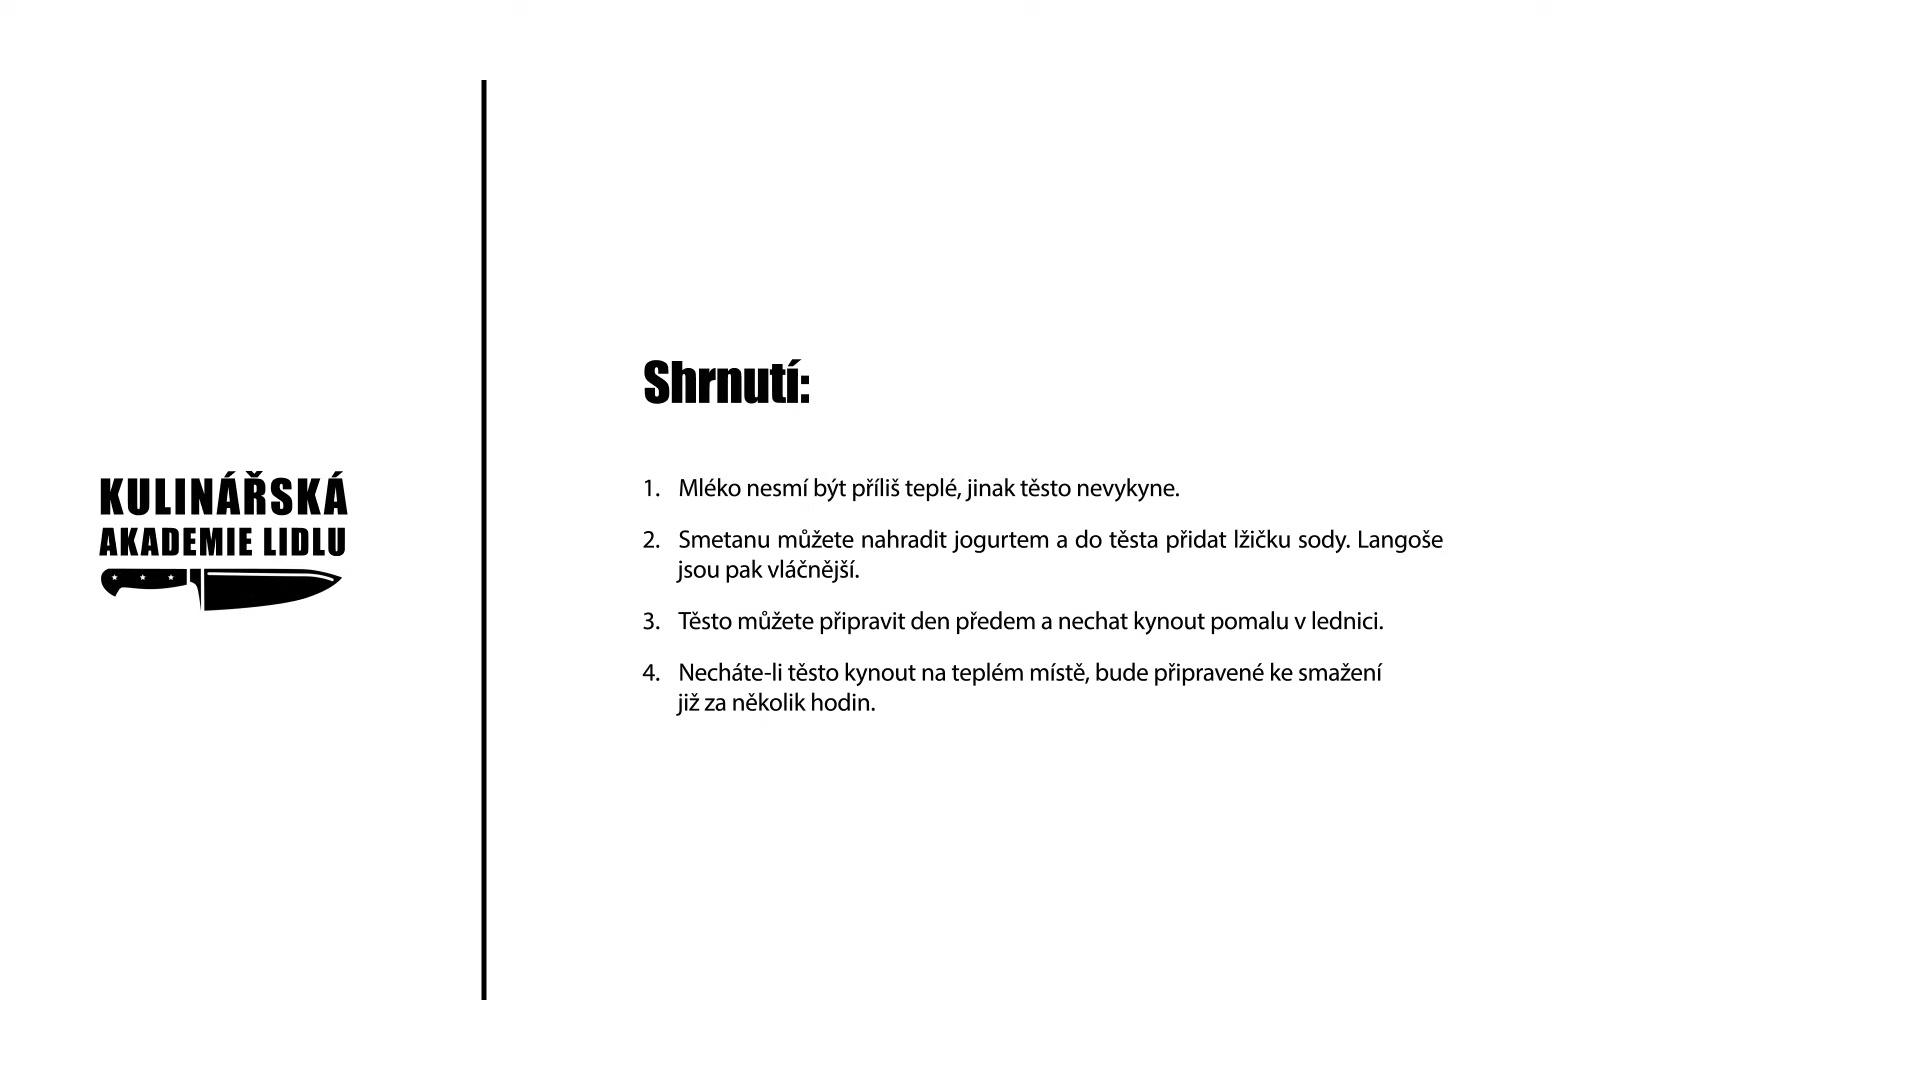 KULINÁŘSKÁ
AKADEMIE LIDLU
Shrnutí:
1. Mléko nesmí být příliš teplé, jinak těsto nevykyne.
2. Smetanu můžete nahradit jogurtem a do těsta přidat lžičku sody. Langoše
jsou pak vláčnější.
3. Těsto můžete připravit den předem a nechat kynout pomalu v lednici.
4. Necháte-li těsto kynout na teplém místě, bude připravené ke smažení
již za několik hodin.